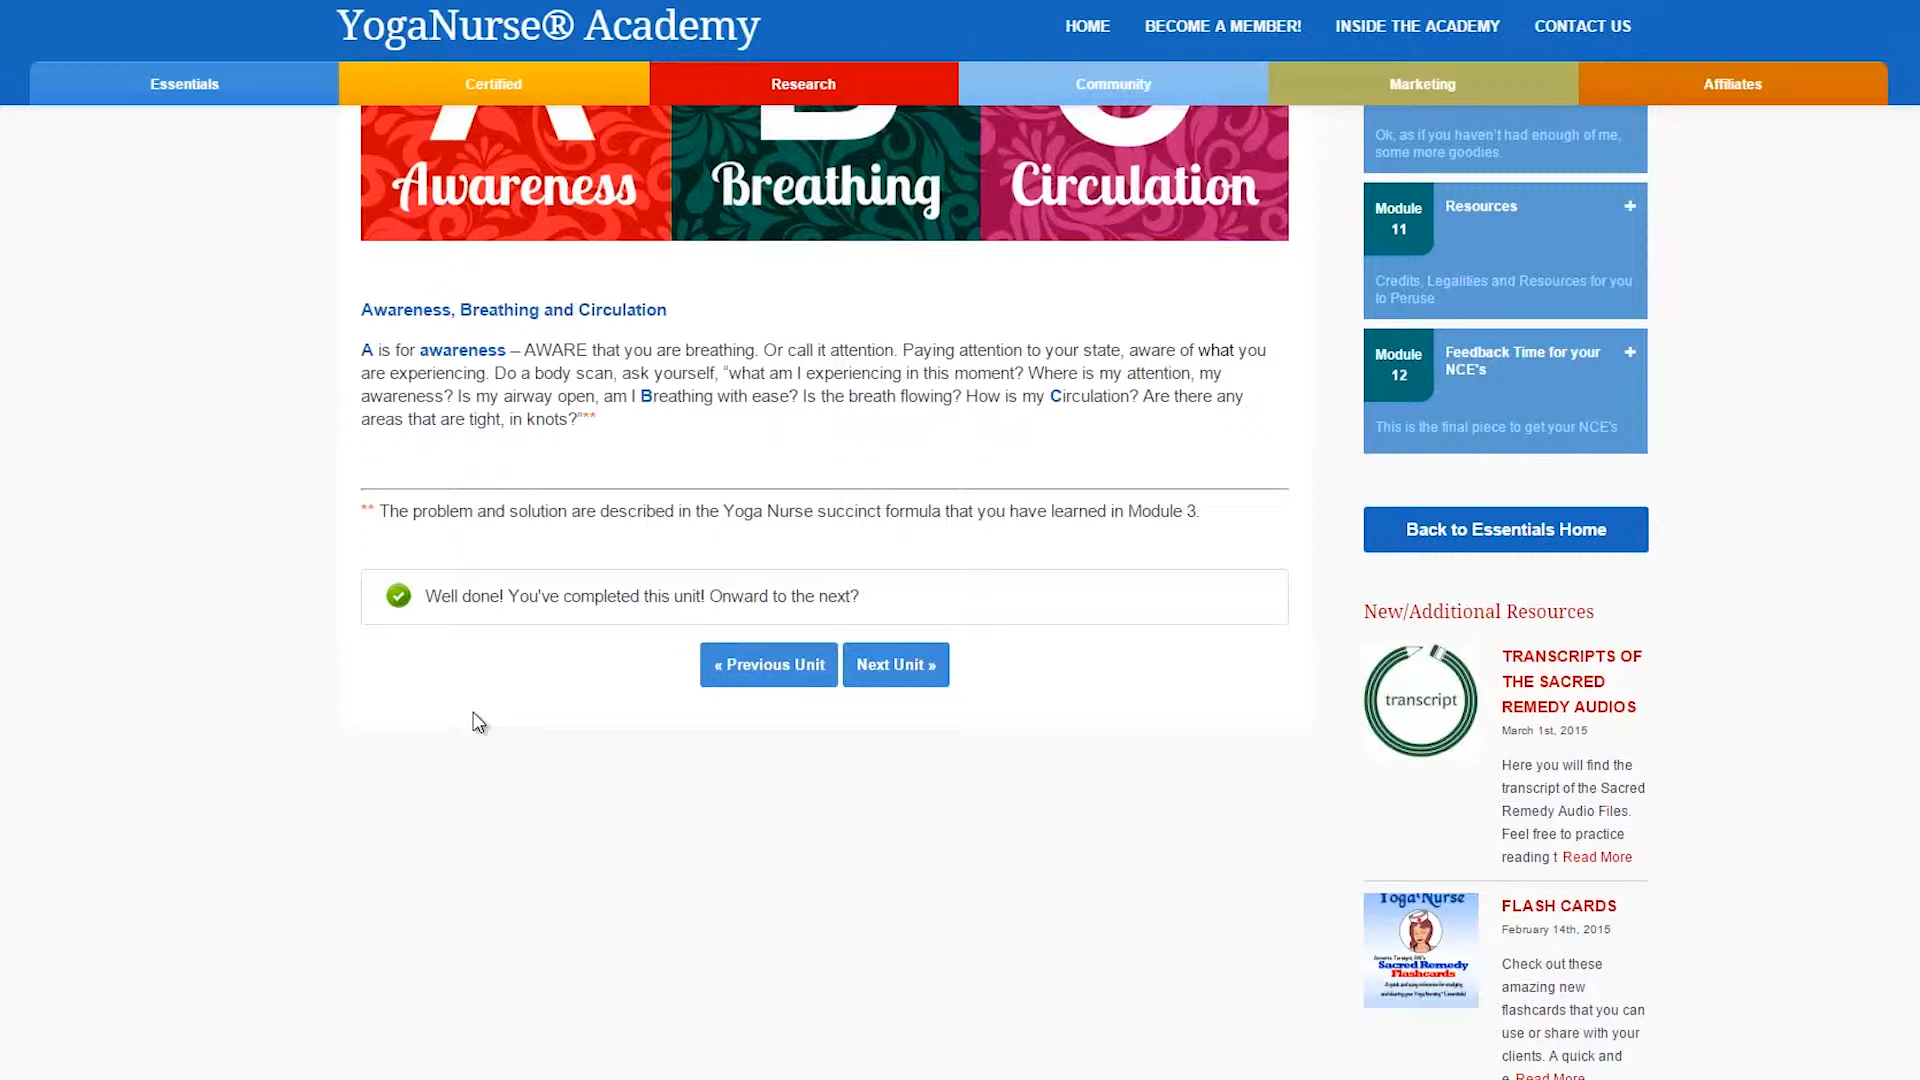 YogaNurse® Academy
HOME
BECOME A MEMBER!
INSIDE THE ACADEMY
CONTACT US
Essentials
Certified
Research
Community
Marketing
Affiliates
Awareness
Breathing
Circulation
Awareness, Breathing and Circulation
A is for awareness – AWARE that you are breathing. Or call it attention. Paying attention to your state, aware of what you
are experiencing. Do a body scan, ask yourself, “what am I experiencing in this moment? Where is my attention, my
awareness? Is my airway open, am I Breathing with ease? Is the breath flowing? How is my Circulation? Are there any
areas that are tight, in knots?”**
** The problem and solution are described in the Yoga Nurse succinct formula that you have learned in Module 3.
Well done! You've completed this unit! Onward to the next?
« Previous Unit
Next Unit »
Ok, as if you haven't had enough of me,
some more goodies.
Module
11
Resources
+
Credits, Legalities and Resources for you
to Peruse
Module
12
Feedback Time for your
NCE's
+
This is the final piece to get your NCE's
Back to Essentials Home
New/Additional Resources
transcript
TRANSCRIPTS OF
THE SACRED
REMEDY AUDIOS
March 1st, 2015
Here you will find the
transcript of the Sacred
Remedy Audio Files.
Feel free to practice
reading t Read More
Yoga Nurse
Sacred Remedy
Flashcards
FLASH CARDS
February 14th, 2015
Check out these
amazing new
flashcards that you can
use or share with your
clients. A quick and
e Read More